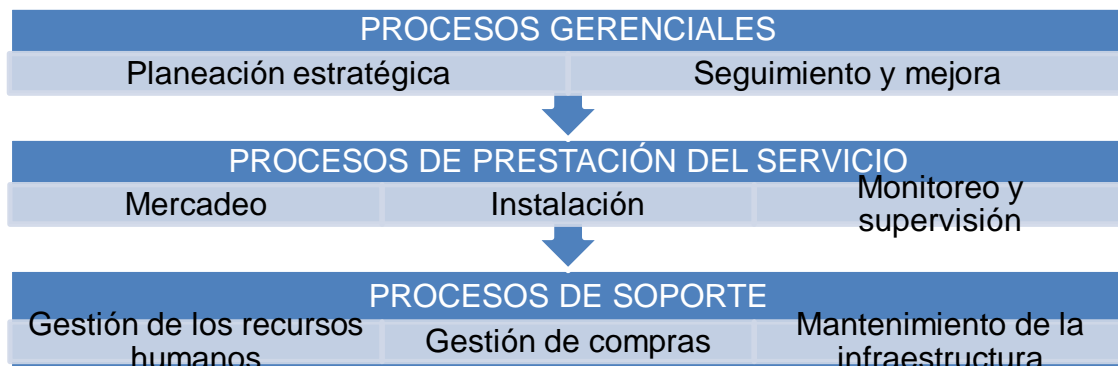 PROCESOS GERENCIALES
Planeación estratégica
Seguimiento y mejora
PROCESOS DE PRESTACIÓN DEL SERVICIO
Mercadeo
Instalación
Monitoreo y
supervisión
PROCESOS DE SOPORTE
Gestión de los recursos
humanos
Gestión de compras
Mantenimiento de la
infraestructura